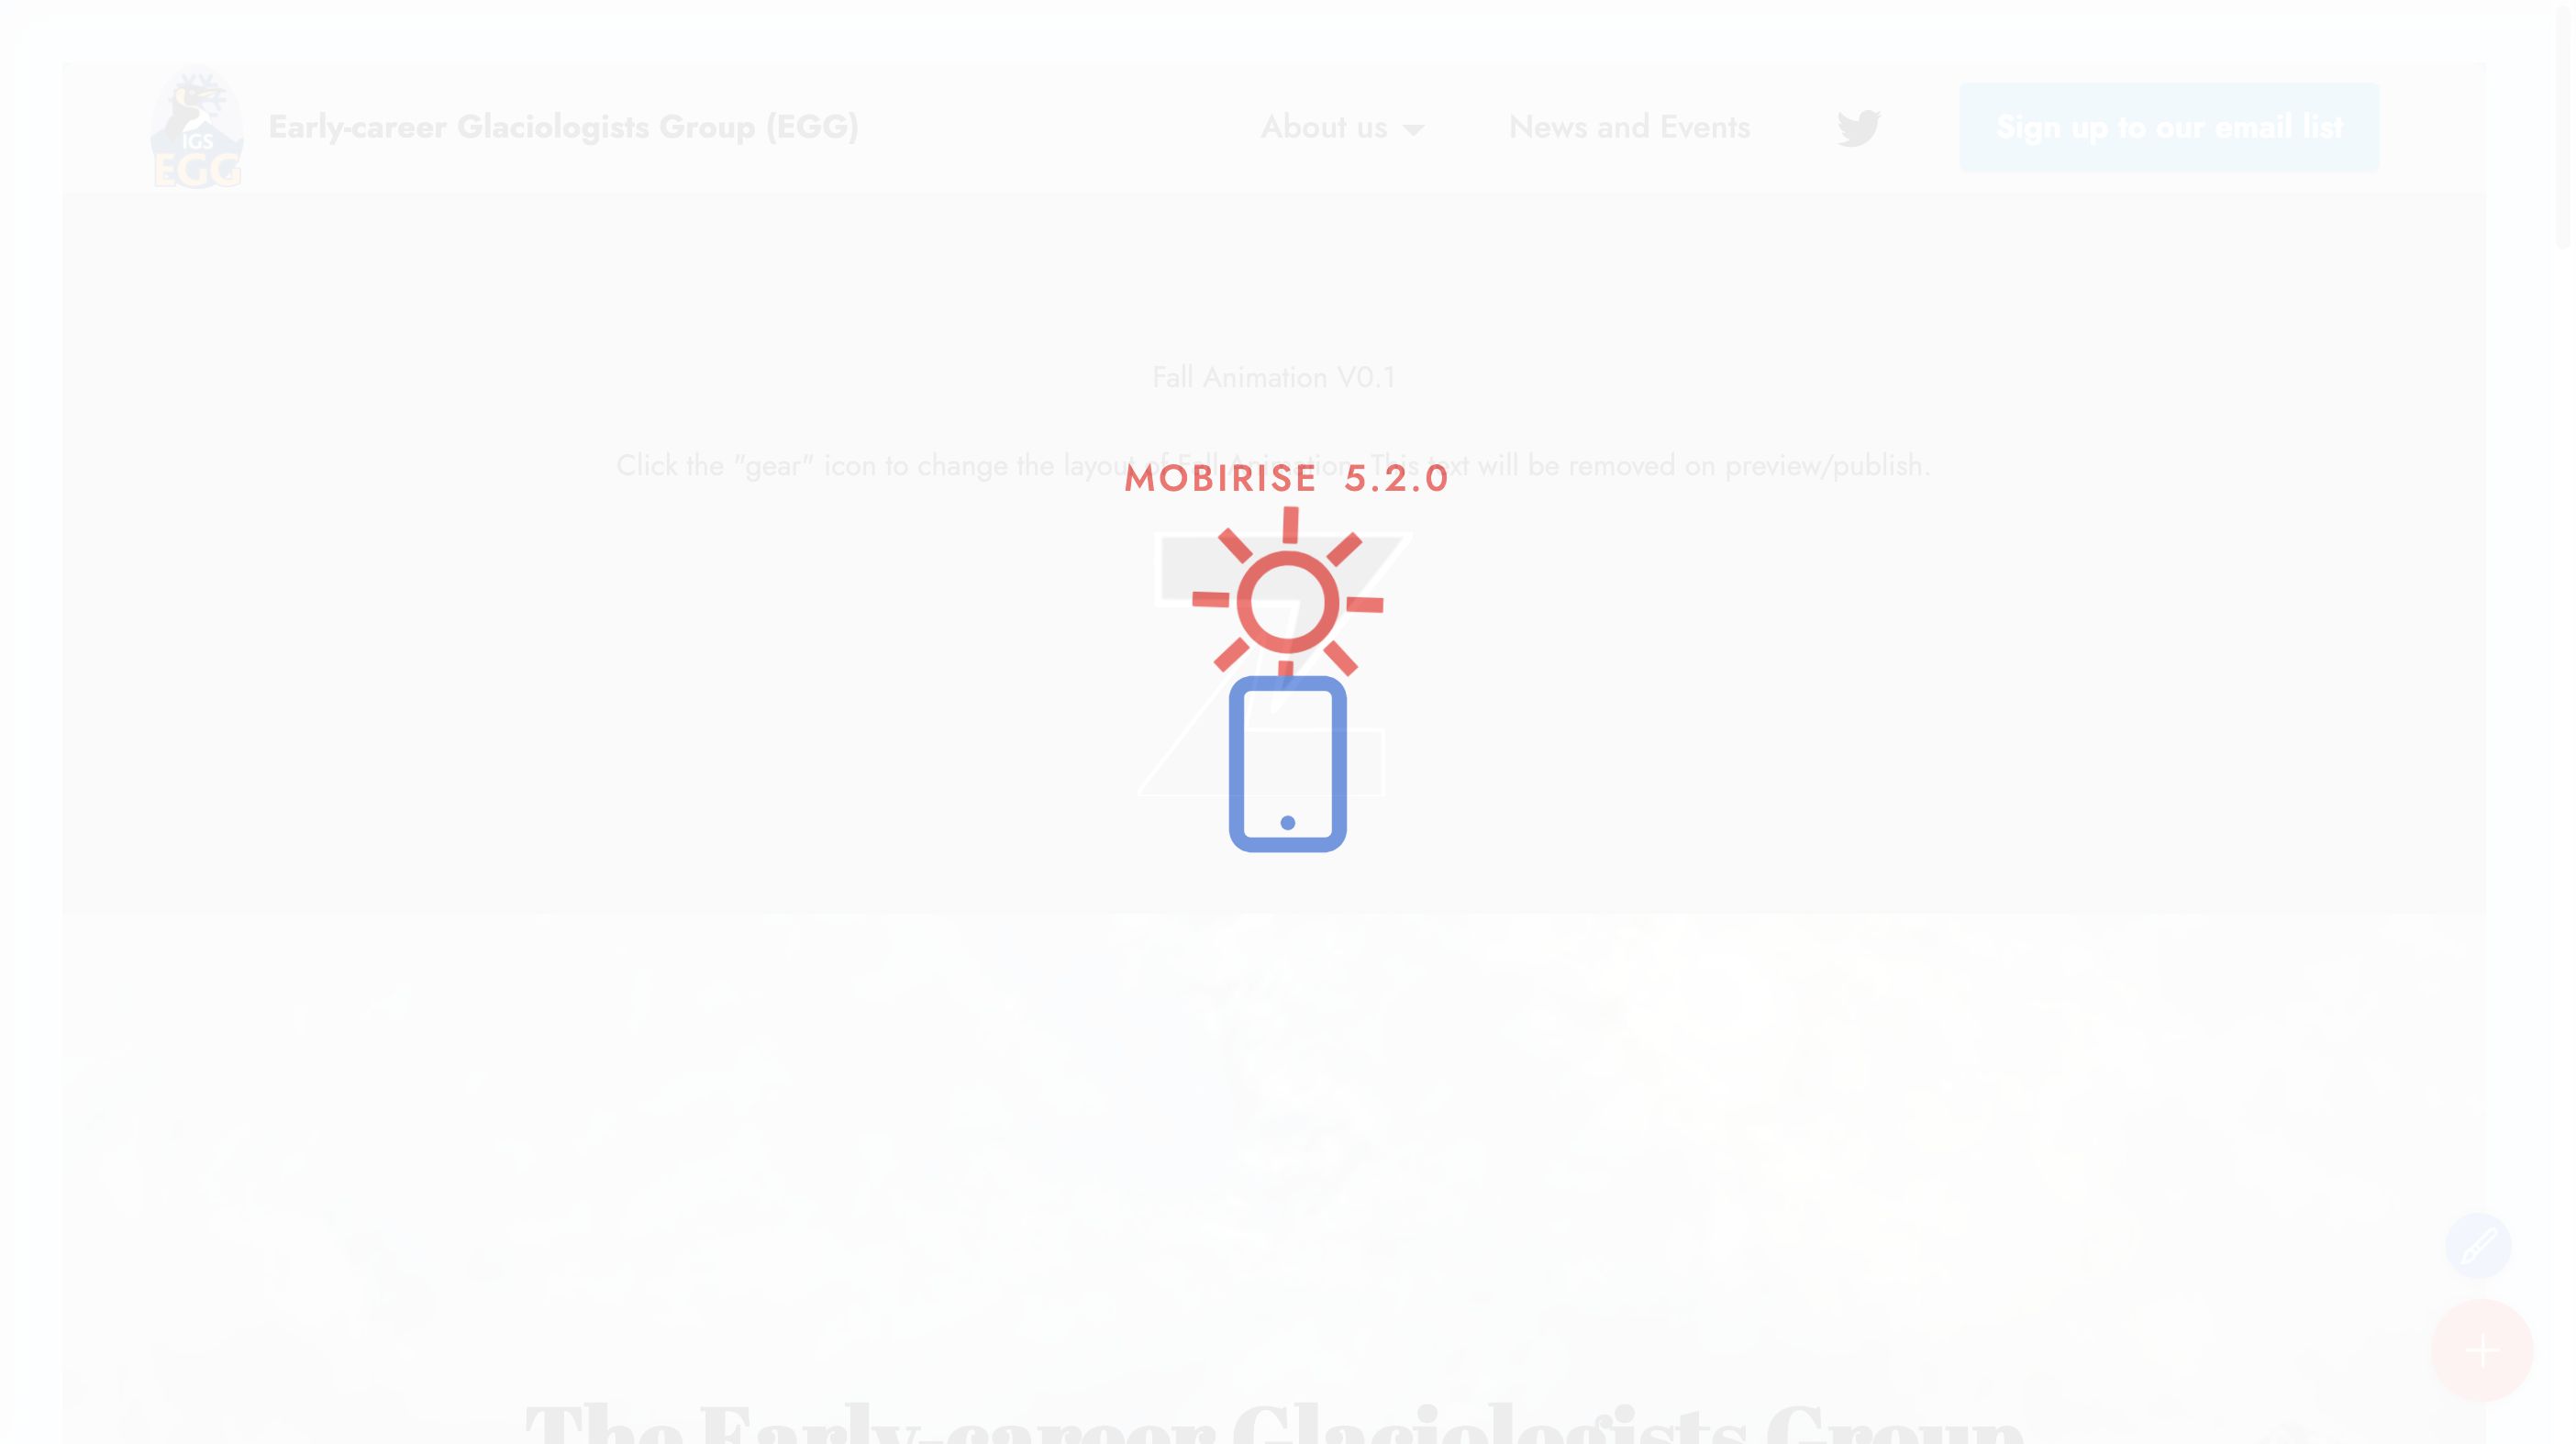 IGS
EGG
Early-career Glaciologists Group (EGG)
About us
News and Events
Sign up to our email list
Fall Animation V0.1
Click the "gear" icon to change the layout of Fall Animation. This text will be removed on preview/publish.
MOBIRISE 5.2.0
The Early-career Glaciologists Group